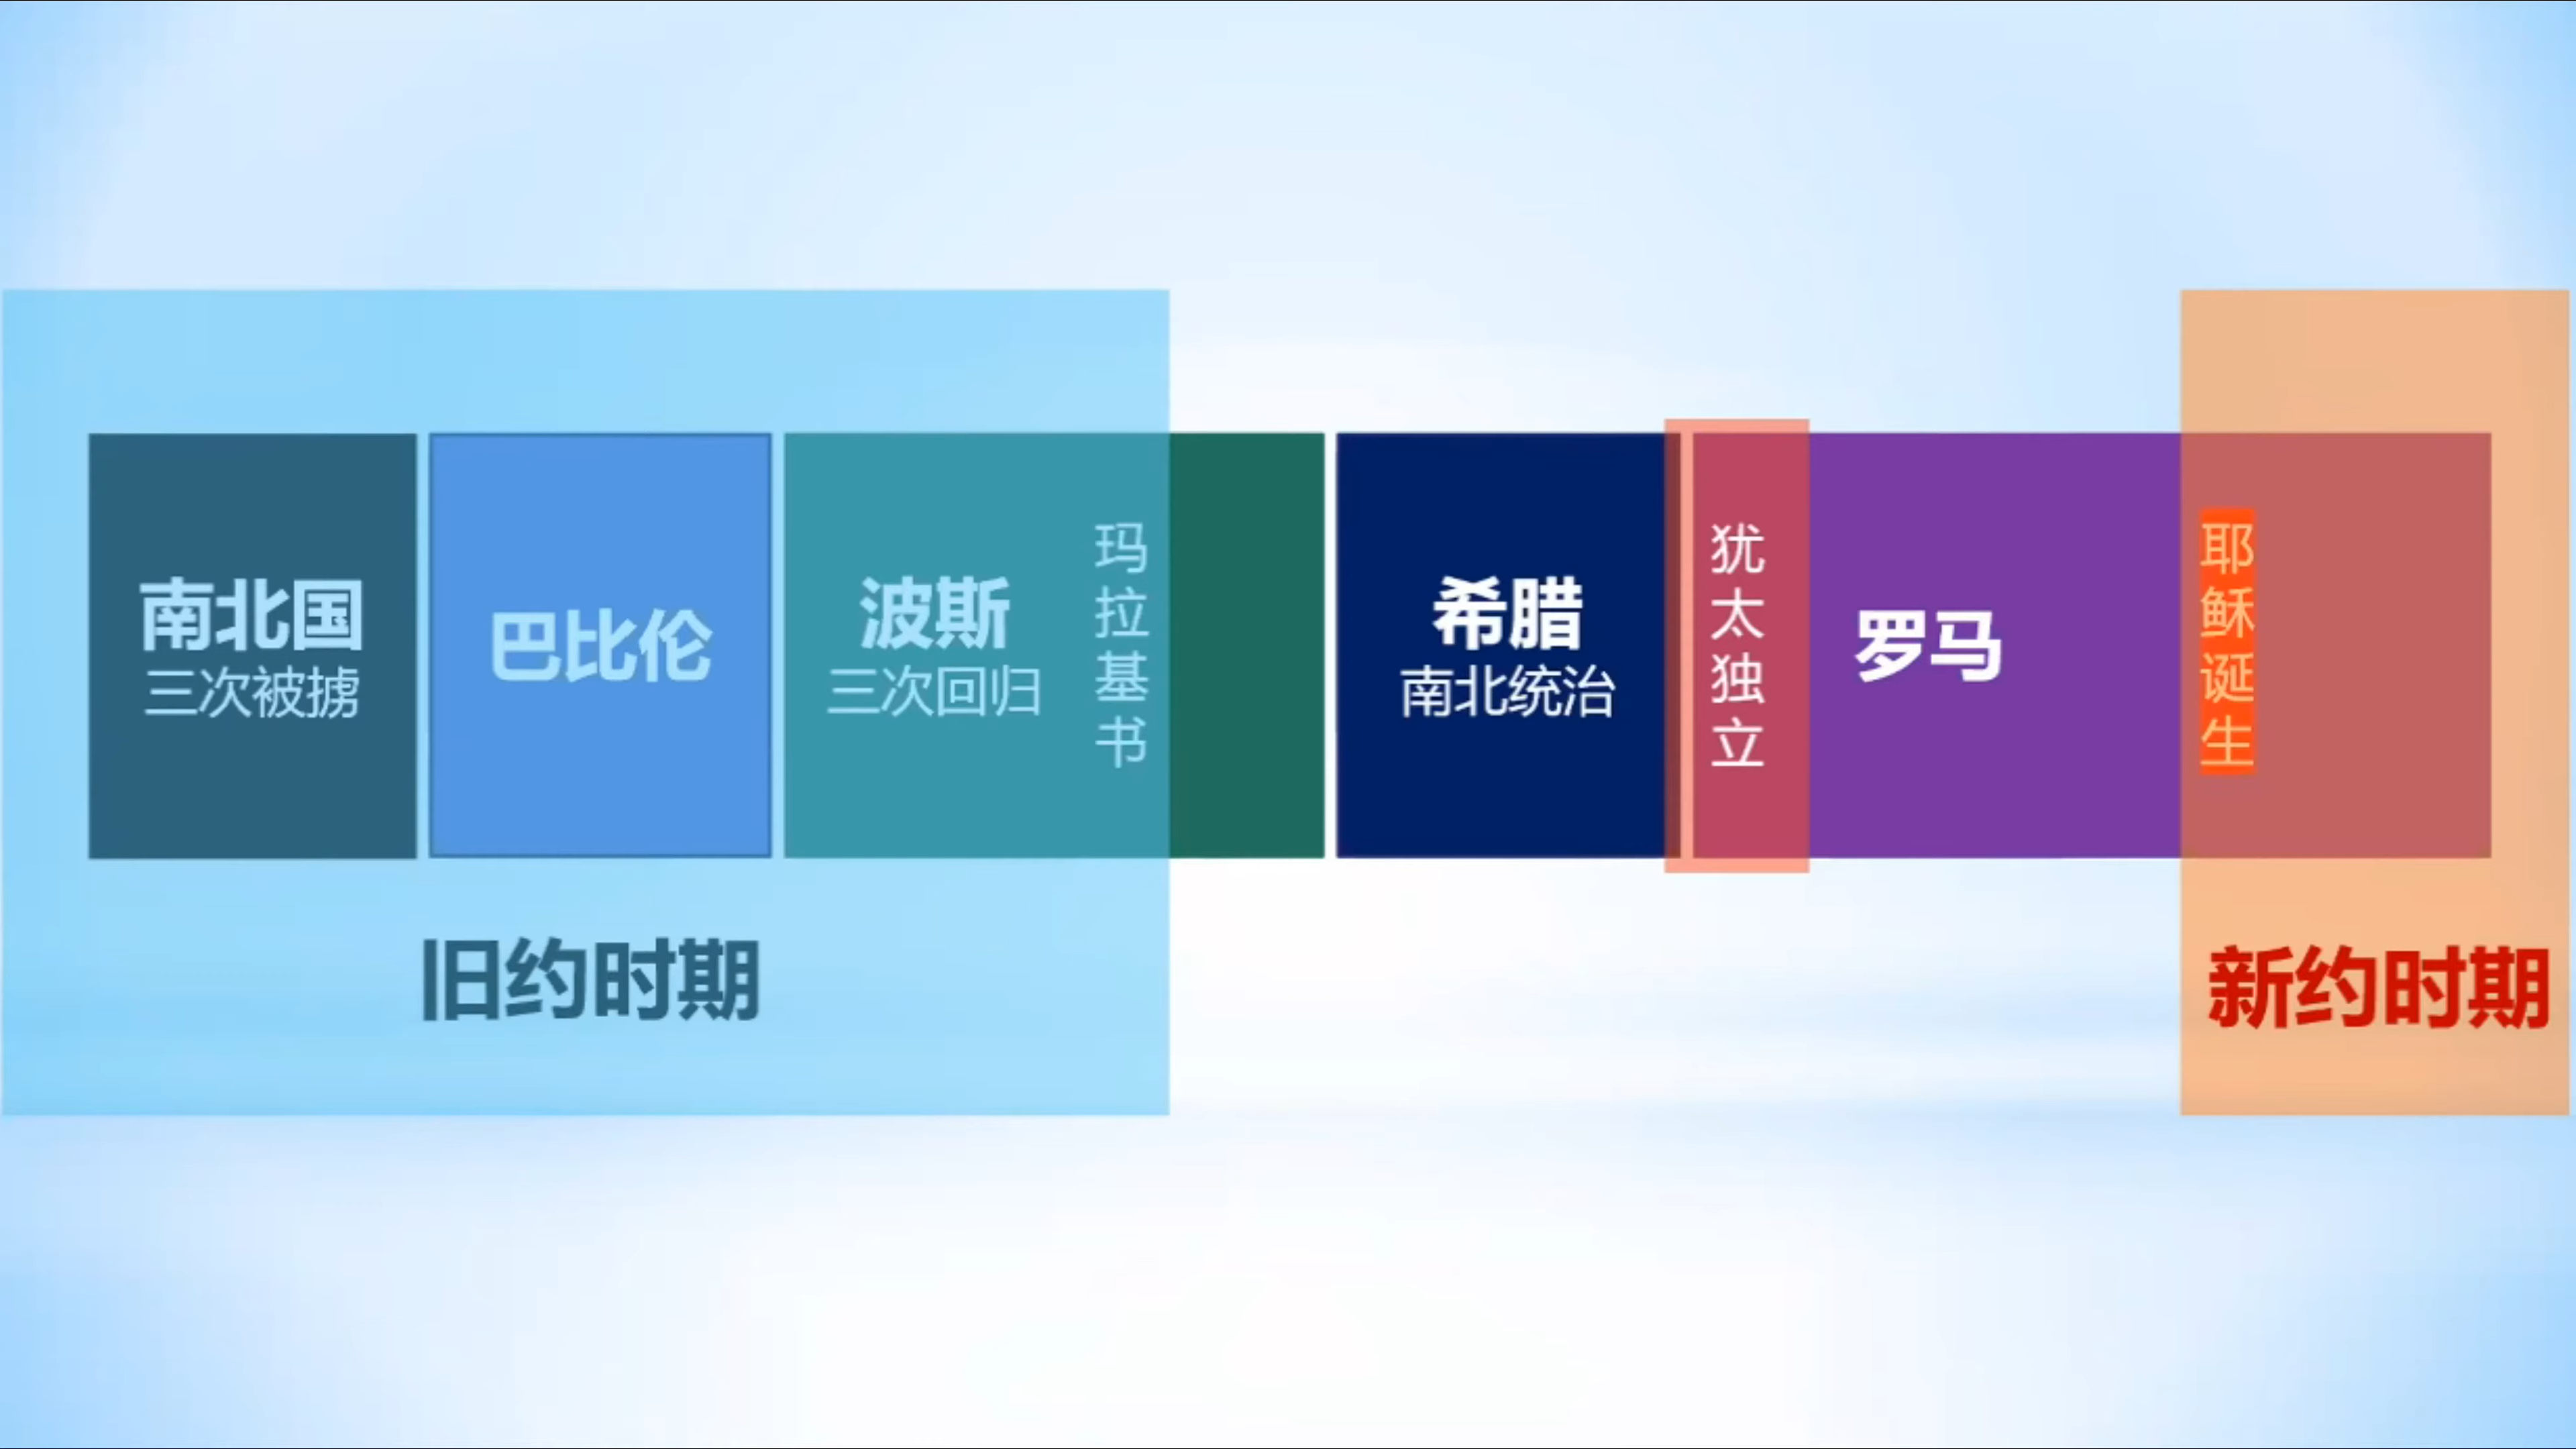 南北国
三次被掳
巴比伦
波斯
三次回归
玛拉基书
希腊
南北统治
犹太独立
罗马
耶稣诞生
旧约时期
新约时期